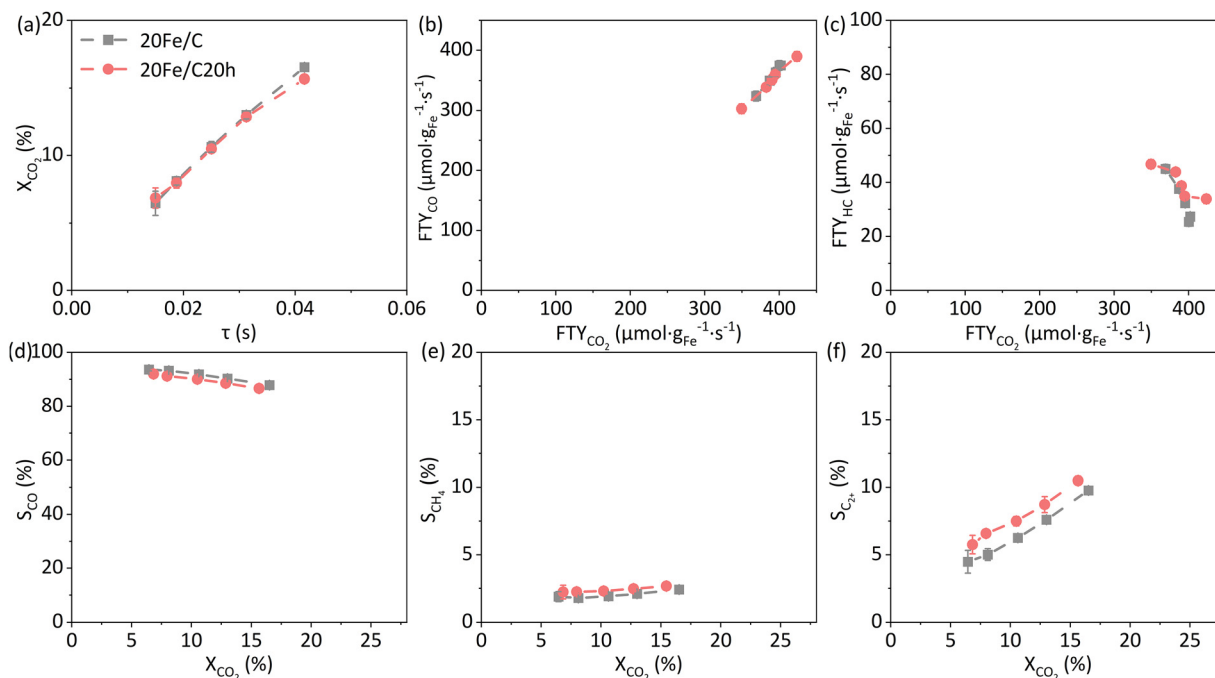 (a)
20Fe/C
20Fe/C20h
20
10
0
X_CO₂ (%)
0.00 0.02 0.04 0.06
τ (s)
(b)
400
300
200
100
0
FTY_CO (μmol·g_Fe⁻¹·s⁻¹)
0 100 200 300 400
FTY_CO₂ (μmol·g_Fe⁻¹·s⁻¹)
(c)
100
80
60
40
20
0
FTY_HC (μmol·g_Fe⁻¹·s⁻¹)
0 100 200 300 400
FTY_CO₂ (μmol·g_Fe⁻¹·s⁻¹)
(d)
100
80
60
40
20
0
S_CO (%)
0 5 10 15 20 25
X_CO₂ (%)
(e)
20
15
10
5
0
S_CH₄ (%)
0 5 10 15 20 25
X_CO₂ (%)
(f)
20
15
10
5
0
S_C₂₊ (%)
0 5 10 15 20 25
X_CO₂ (%)